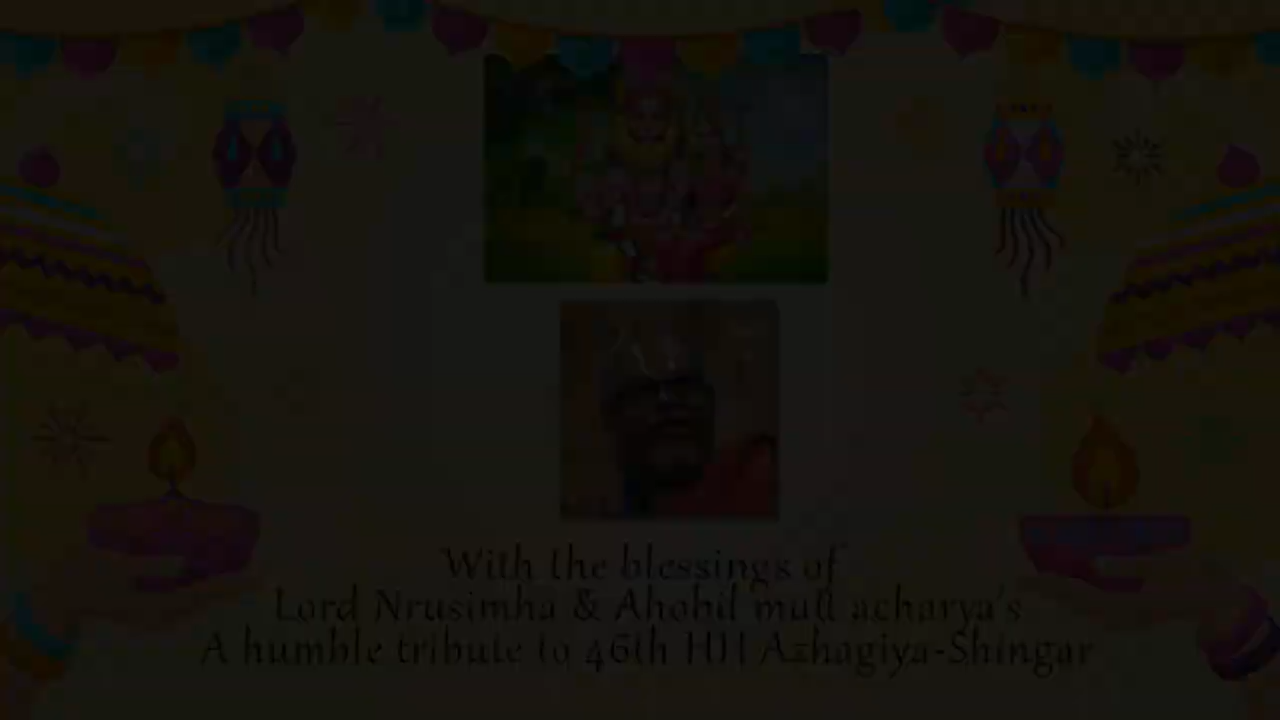 With the blessings of
Lord Nrusimha & Ahobil mutt acharya's
A humble tribute to 46th HH Azhagiya-Shingar